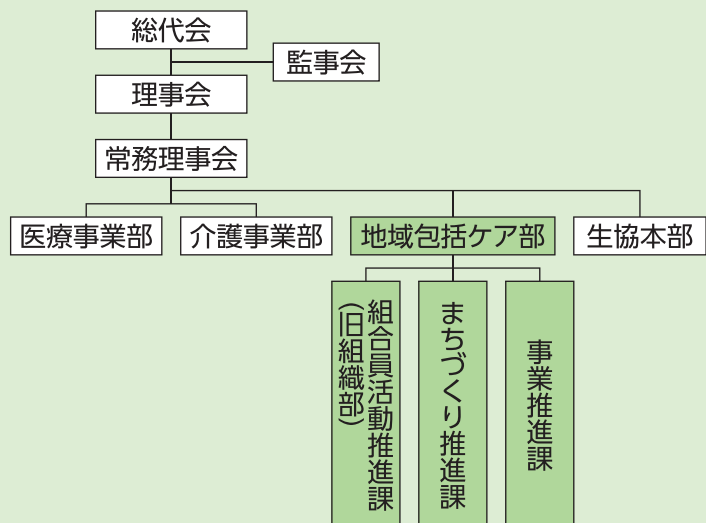 総代会
監事会
理事会
常務理事会
医療事業部
介護事業部
地域包括ケア部
生協本部
組合員活動推進課
(旧組織部)
まちづくり推進課
事業推進課